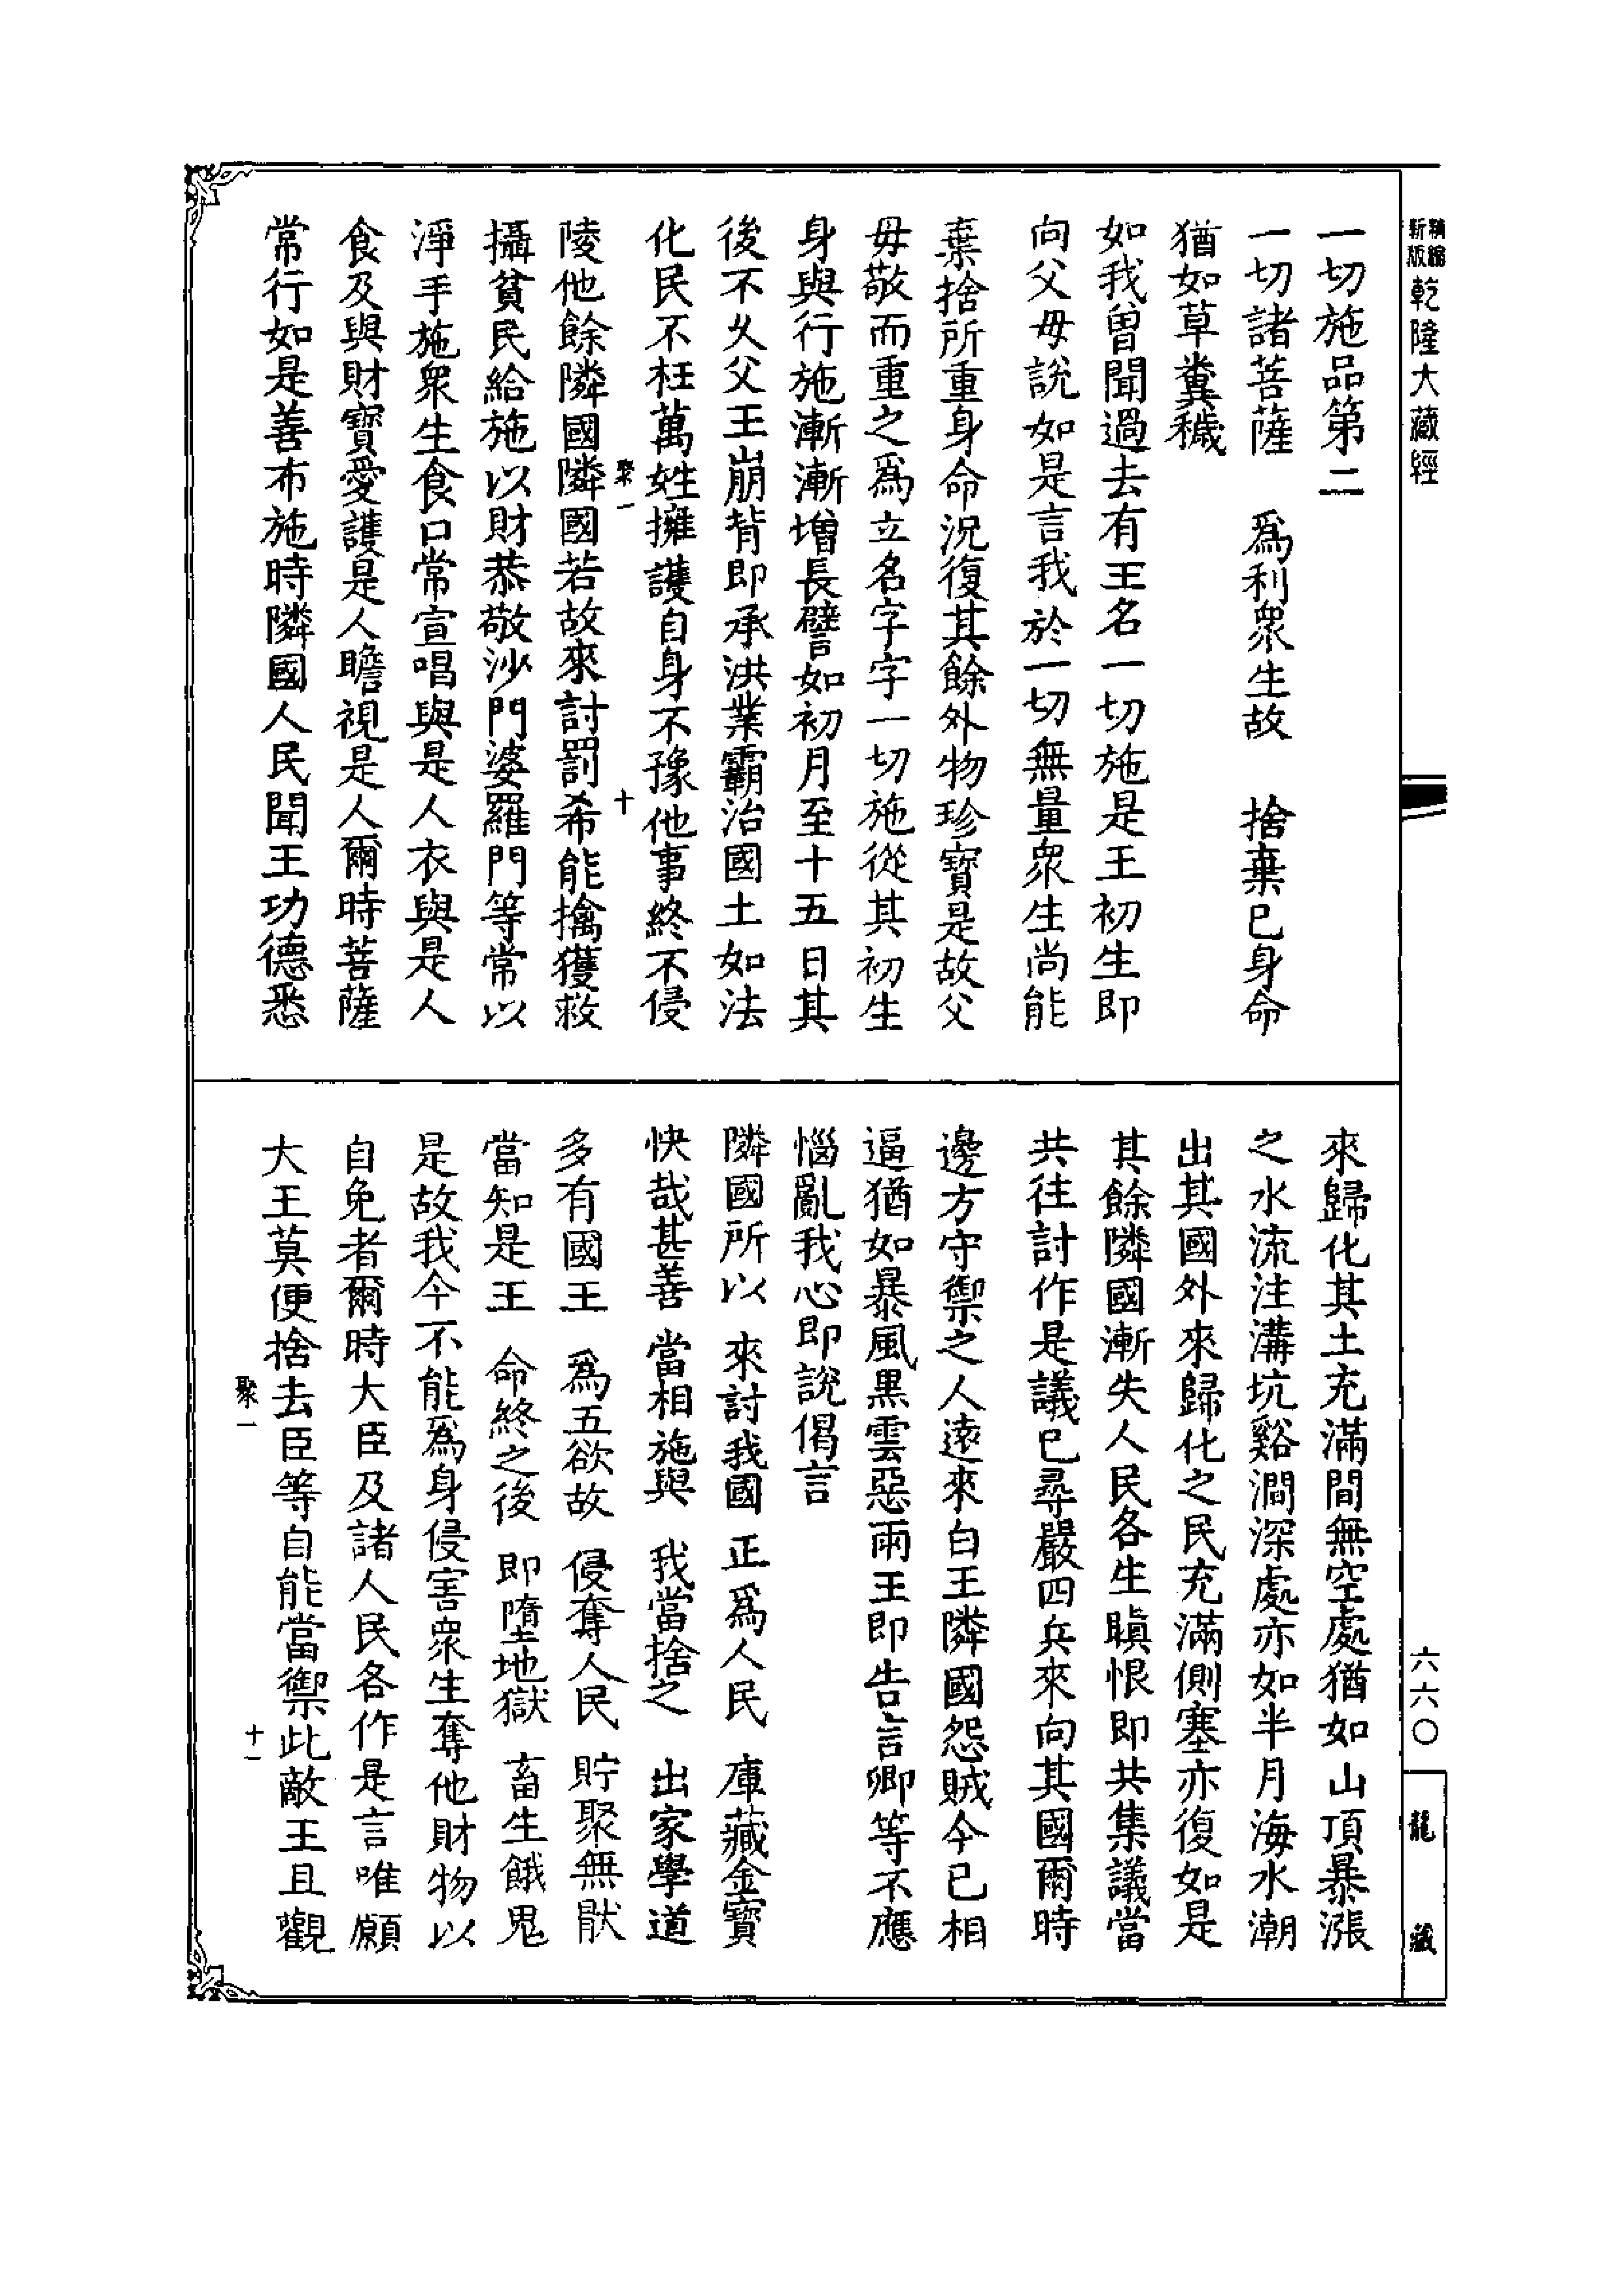 精縮新版乾隆大藏經
一切施品第二
一切諸菩薩　爲利衆生故　捨棄巳身命
猶如草糞穢
如我曾聞過去有王名一切施是王初生即
向父母說如是言我於一切無量衆生尚能
棄捨所重身命況復其餘外物珍寶是故父
母敬而重之爲立名字字一切施從其初生
身與行施漸漸增長譬如初月至十五日其
後不久父王崩背即承洪業霸治國土如法
化民不枉萬姓擁護自身不豫他事終不侵
聚一　十
陵他餘隣國隣國若故來討罰希能擒獲救
攝貧民給施以財恭敬沙門婆羅門等常以
淨手施衆生食口常宣唱與是人衣與是人
食及與財寶愛護是人瞻視是人爾時菩薩
常行如是善布施時隣國人民聞王功德悉
來歸化其土充滿間無空處猶如山頂暴漲
之水流注溝坑谿澗深處亦如半月海水潮
出其國外來歸化之民充滿側塞亦復如是
其餘隣國漸失人民各生瞋恨即共集議當
共往討作是議已尋嚴四兵來向其國爾時
邊方守禦之人遠來白王隣國怨賊今已相
逼猶如暴風黑雲惡雨王即告言卿等不應
惱亂我心即說偈言
隣國所以　來討我國　正爲人民　庫藏金寶
快哉甚善　當相施與　我當捨之　出家學道
多有國王　爲五欲故　侵奪人民　貯聚無猒
當知是王　命終之後　即墮地獄　畜生餓鬼
是故我今不能爲身侵害衆生奪他財物以
自免者爾時大臣及諸人民各作是言唯願
大王莫便捨去臣等自能當禦此敵王且觀
聚一　十一
六六〇
龍藏